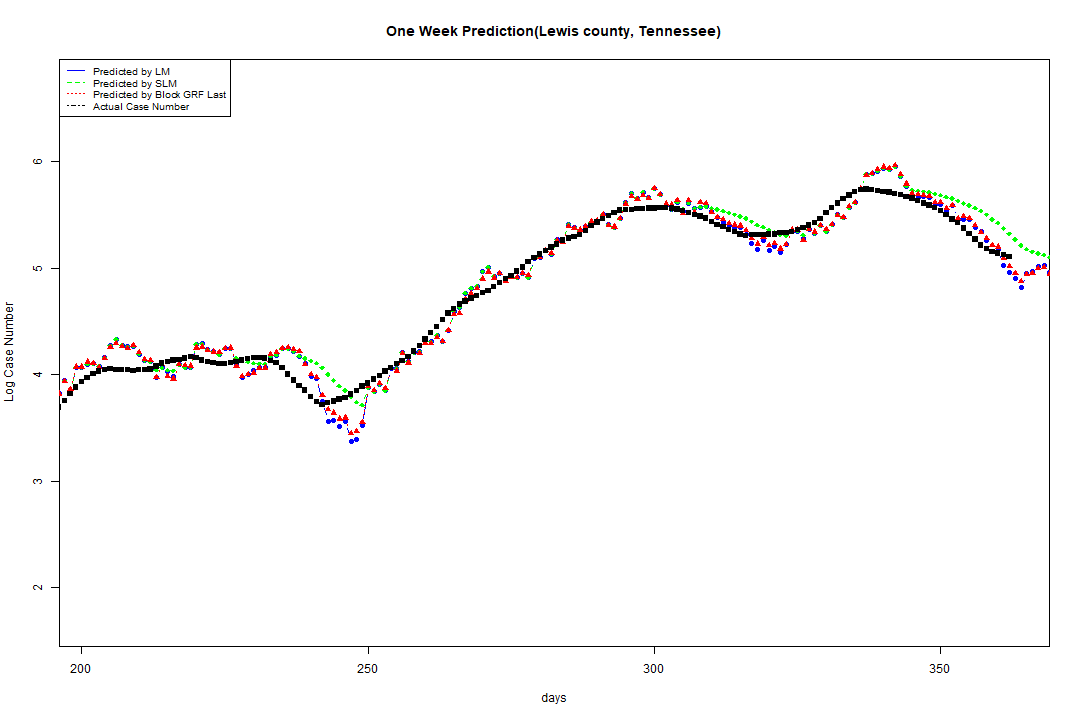 One Week Prediction(Lewis county, Tennessee)
Predicted by LM
Predicted by SLM
Predicted by Block GRF Last
Actual Case Number
6
5
4
3
2
Log Case Number
200
250
300
350
days